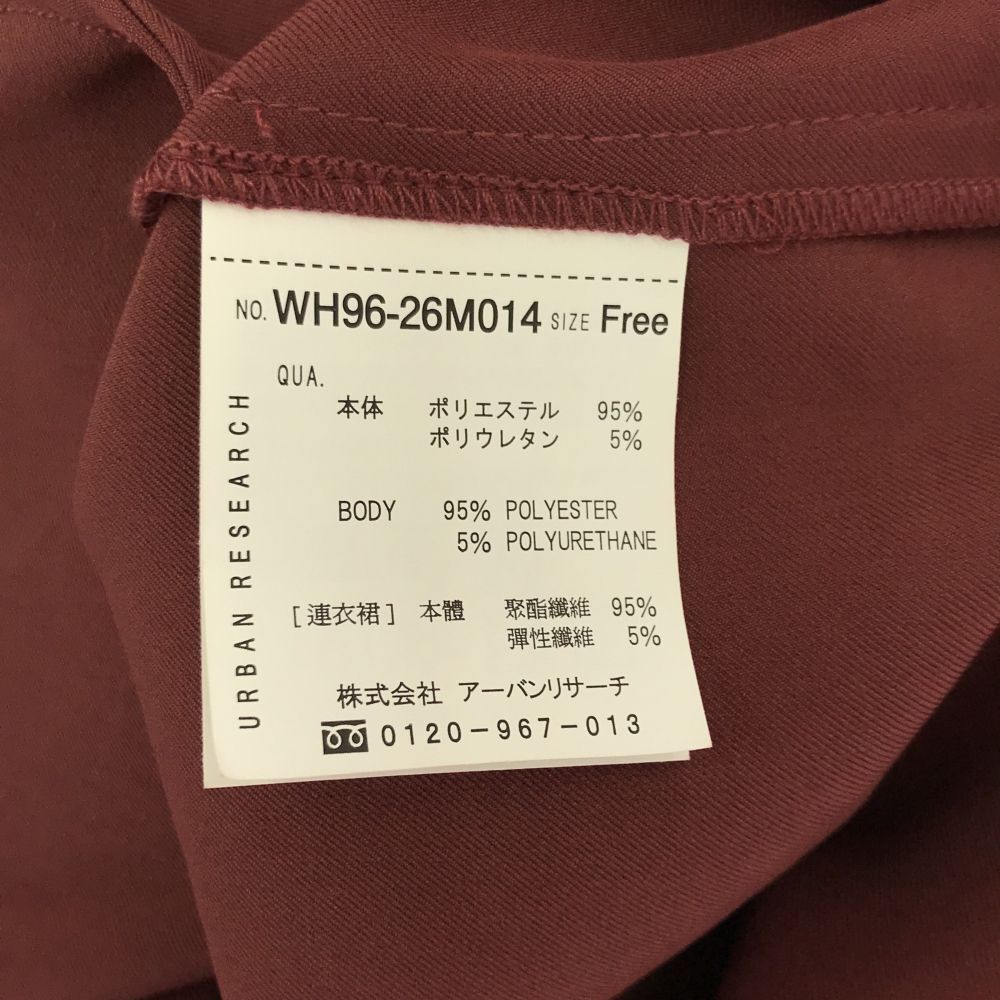 NO. WH96-26M014 SIZE Free
QUA.
本体 ポリエステル 95%
ポリウレタン 5%
BODY 95% POLYESTER
5% POLYURETHANE
[連衣裙] 本體 聚酯纖維 95%
彈性纖維 5%
株式会社 アーバンリサーチ
0120-967-013
URBAN RESEARCH